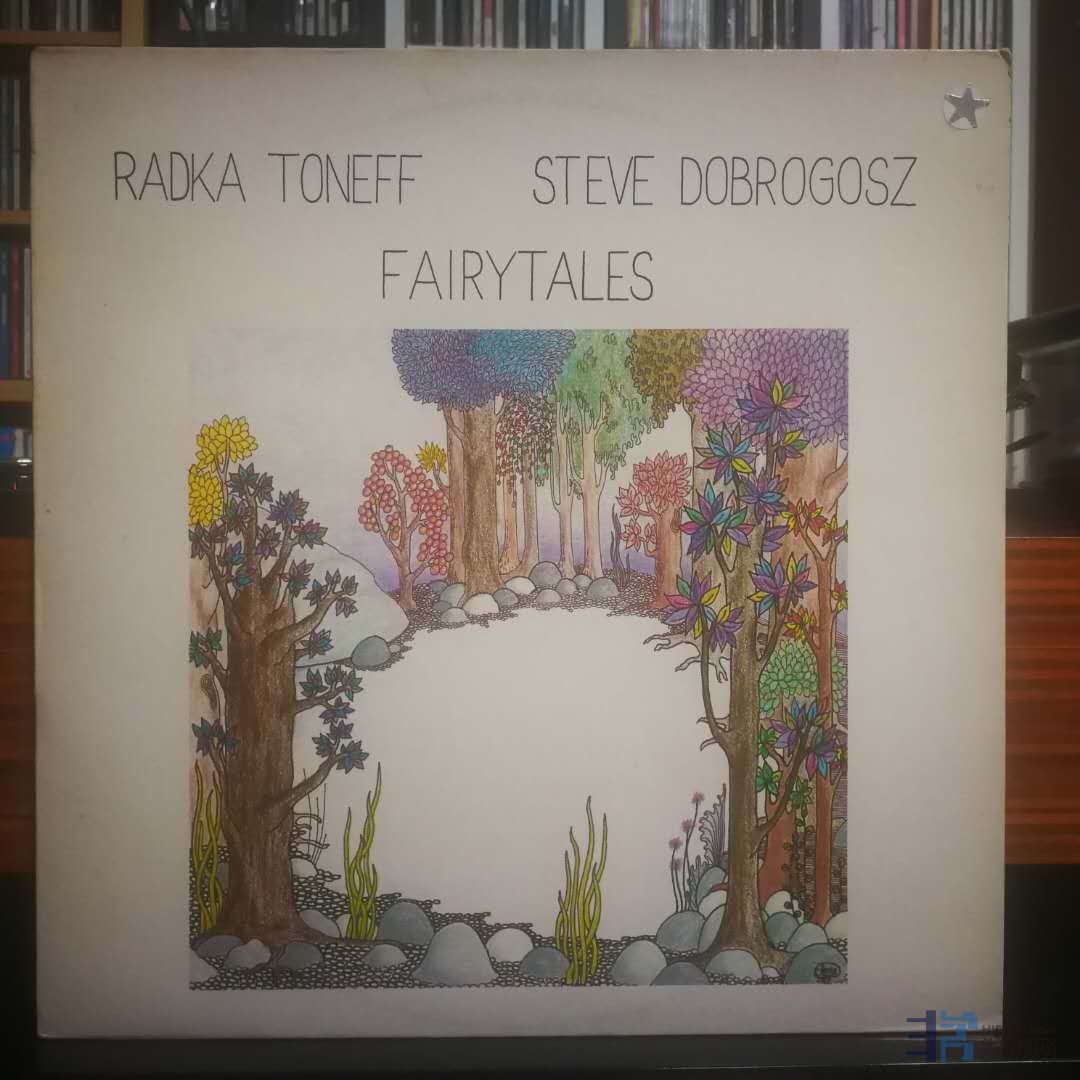 RADKA TONEFF STEVE DOBROGOSZ
FAIRYTALES